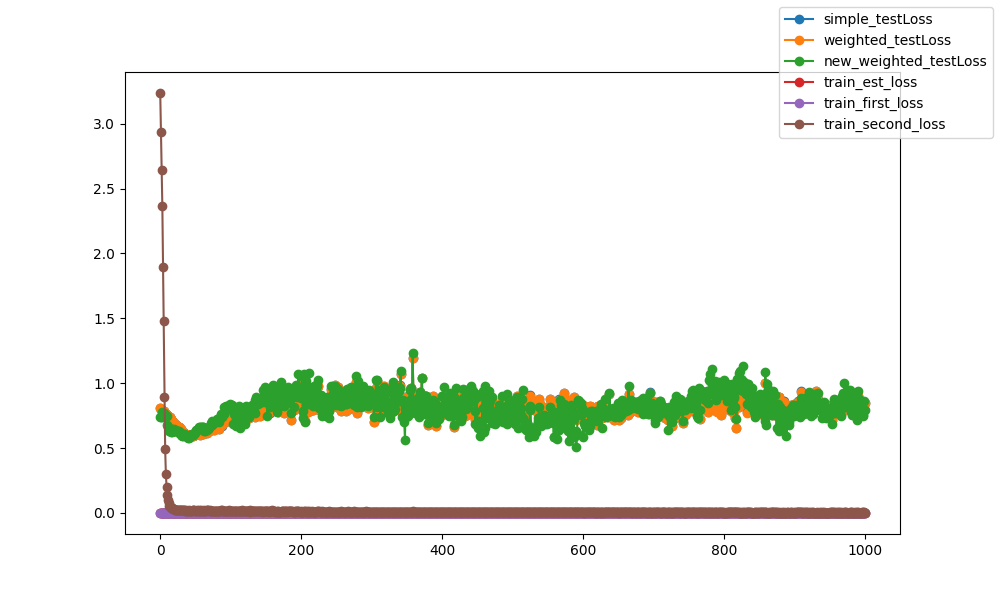 simple_testLoss
weighted_testLoss
new_weighted_testLoss
train_est_loss
train_first_loss
train_second_loss
3.0
2.5
2.0
1.5
1.0
0.5
0.0
0 200 400 600 800 1000